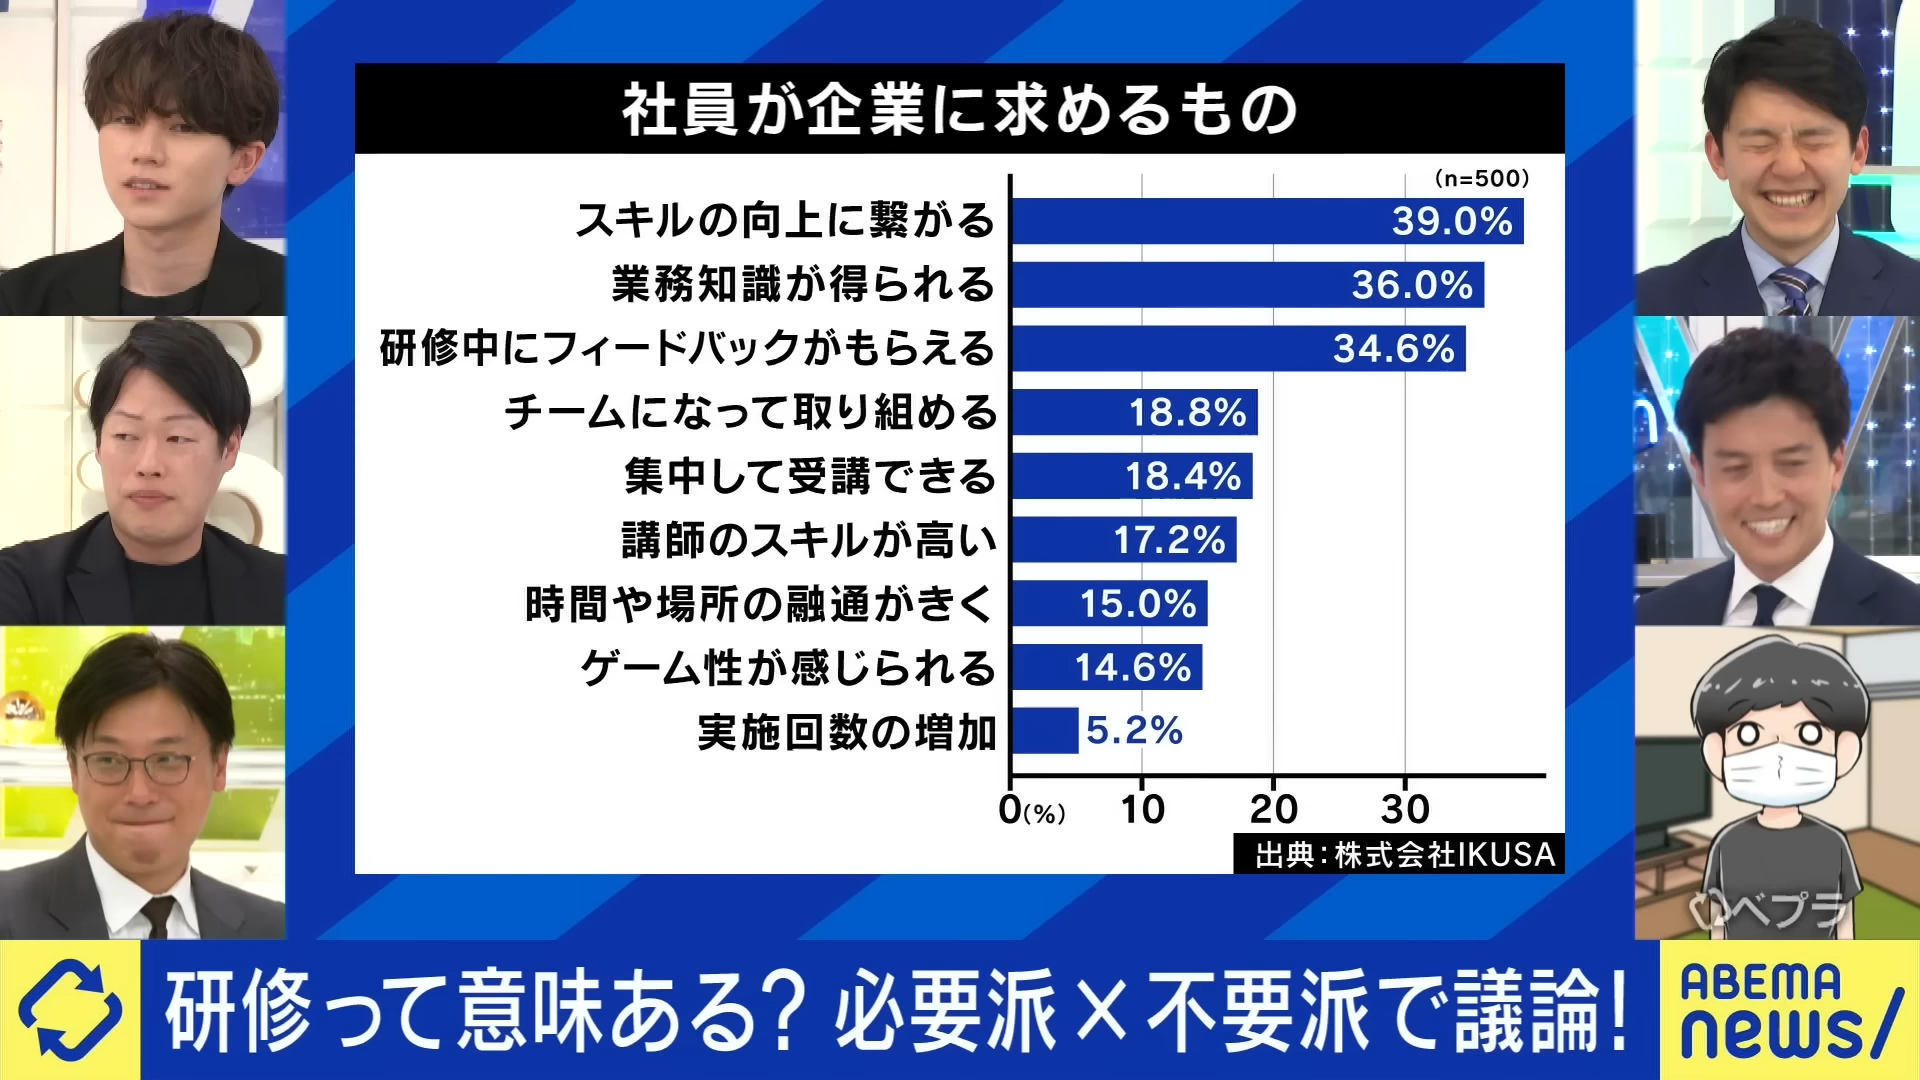 社員が企業に求めるもの
(n=500)
スキルの向上に繋がる 39.0%
業務知識が得られる 36.0%
研修中にフィードバックがもらえる 34.6%
チームになって取り組める 18.8%
集中して受講できる 18.4%
講師のスキルが高い 17.2%
時間や場所の融通がきく 15.0%
ゲーム性が感じられる 14.6%
実施回数の増加 5.2%
0(%) 10 20 30
出典:株式会社IKUSA
ベプラ
研修って意味ある?必要派×不要派で議論!
ABEMA
news/